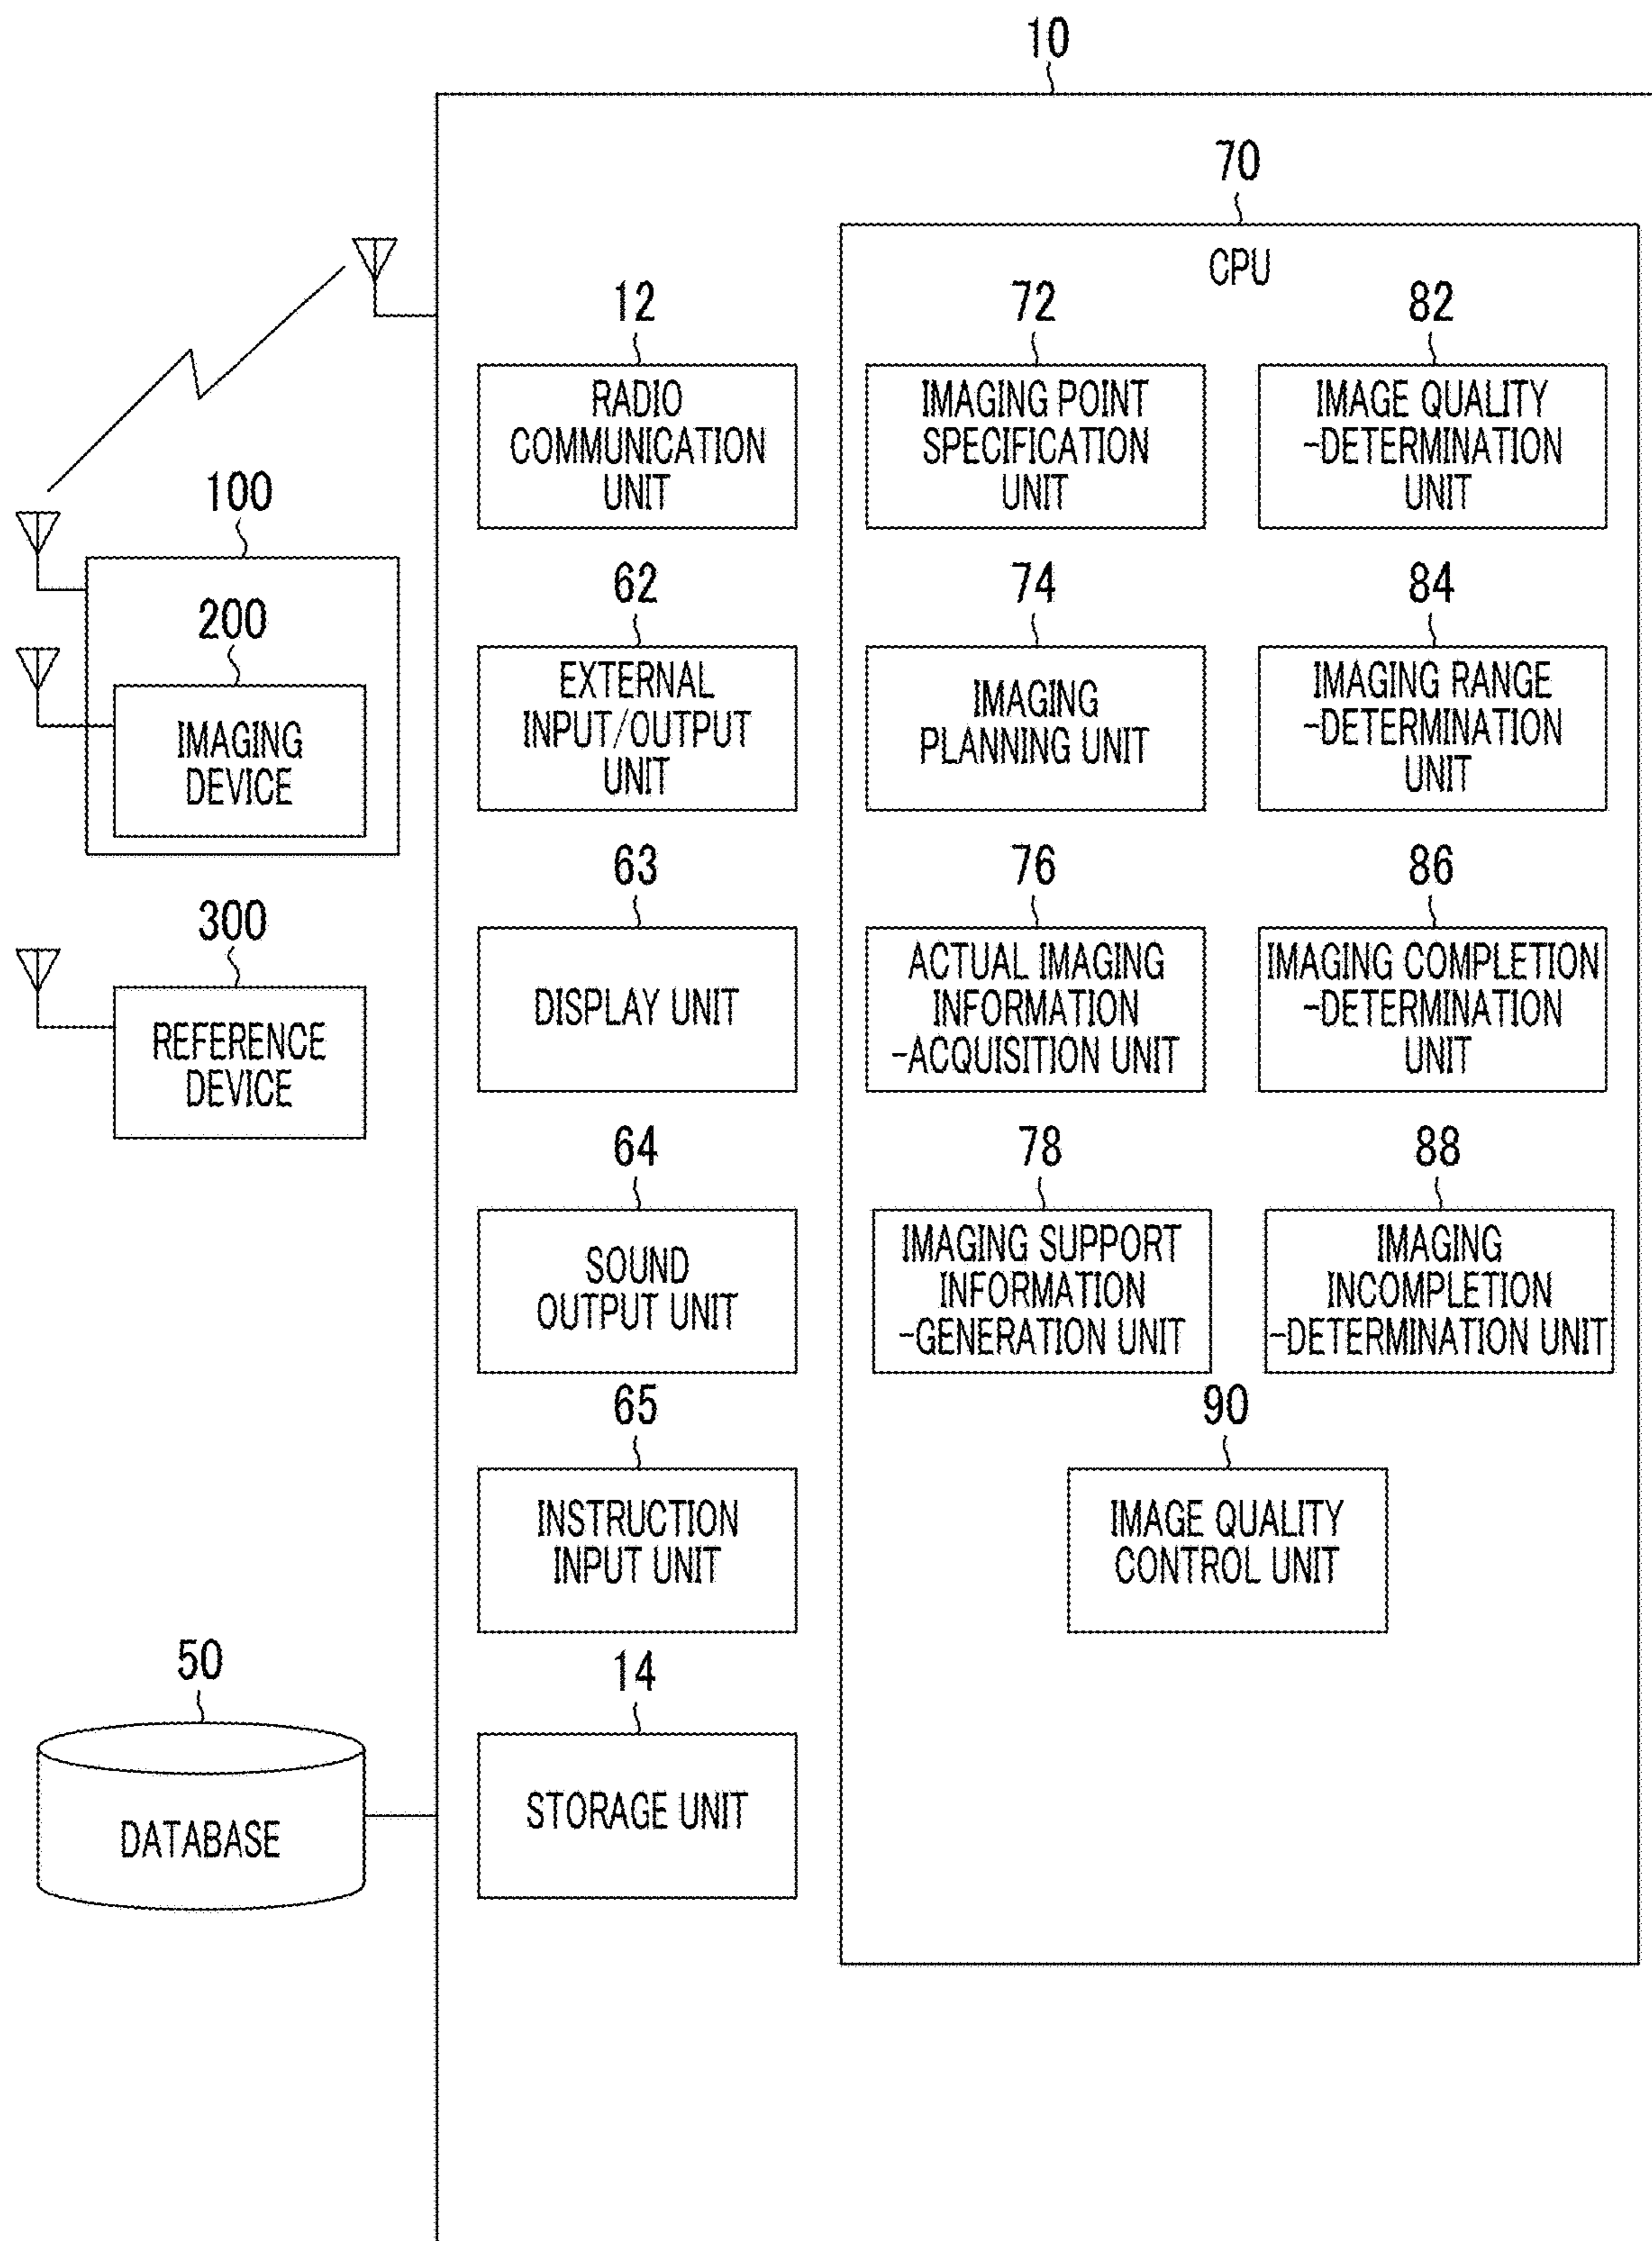 10
70
CPU
12
RADIO
COMMUNICATION
UNIT
72
IMAGING POINT
SPECIFICATION
UNIT
82
IMAGE QUALITY
-DETERMINATION
UNIT
100
200
IMAGING
DEVICE
62
EXTERNAL
INPUT/OUTPUT
UNIT
74
IMAGING
PLANNING UNIT
84
IMAGING RANGE
-DETERMINATION
UNIT
300
REFERENCE
DEVICE
63
DISPLAY UNIT
76
ACTUAL IMAGING
INFORMATION
-ACQUISITION UNIT
86
IMAGING COMPLETION
-DETERMINATION
UNIT
64
SOUND
OUTPUT UNIT
78
IMAGING SUPPORT
INFORMATION
-GENERATION UNIT
88
IMAGING
INCOMPLETION
-DETERMINATION UNIT
65
INSTRUCTION
INPUT UNIT
90
IMAGE QUALITY
CONTROL UNIT
50
DATABASE
14
STORAGE UNIT